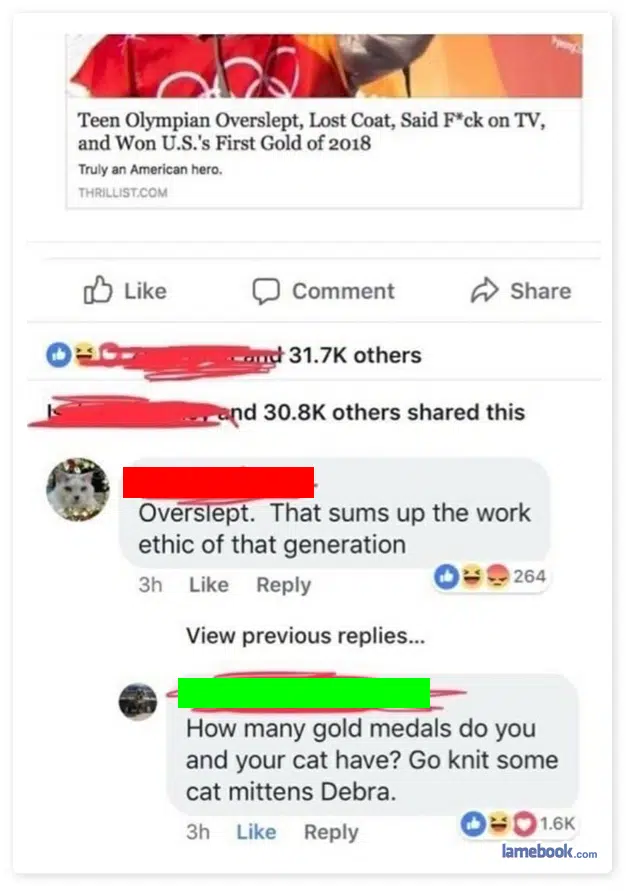 Teen Olympian Overslept, Lost Coat, Said F*ck on TV,
and Won U.S.'s First Gold of 2018
Truly an American hero.
THRILLIST.COM
Like Comment Share
and 31.7K others
and 30.8K others shared this
Overslept. That sums up the work
ethic of that generation
3h Like Reply 264
View previous replies...
How many gold medals do you
and your cat have? Go knit some
cat mittens Debra.
3h Like Reply 1.6K
lamebook.com